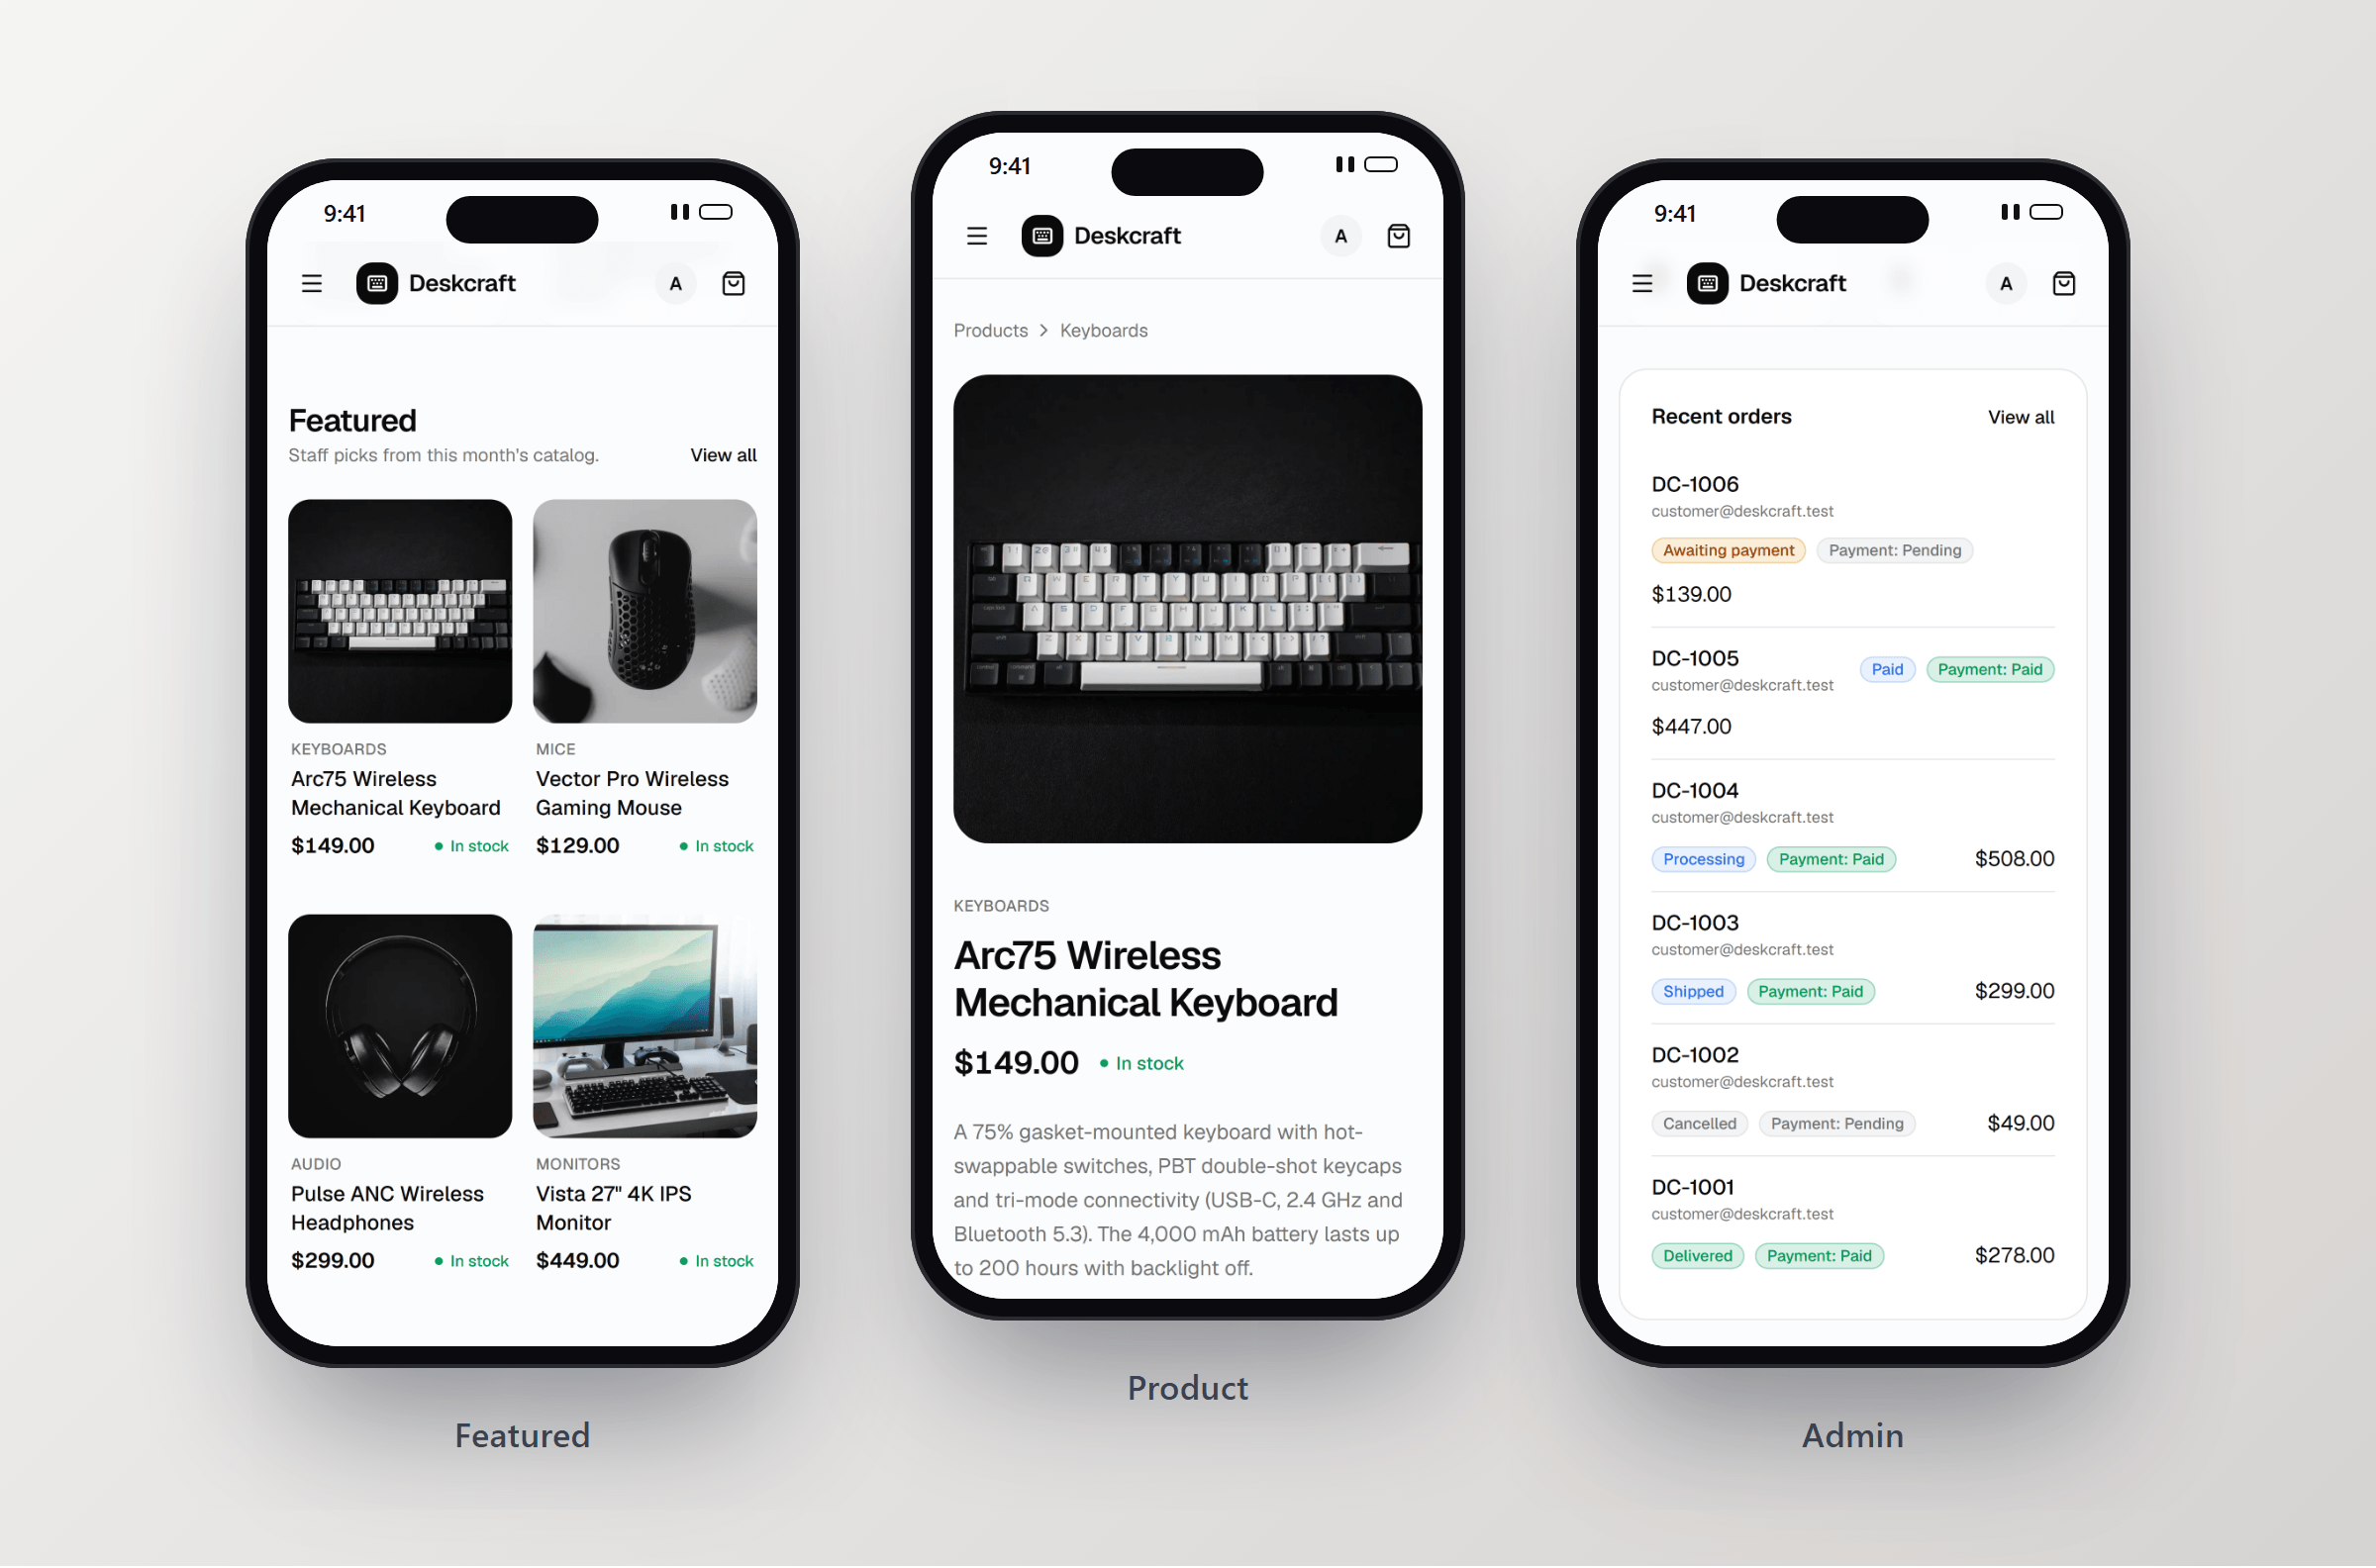 9:41
Deskcraft
A
Featured
Staff picks from this month's catalog.
View all
KEYBOARDS
Arc75 Wireless
Mechanical Keyboard
$149.00
In stock
MICE
Vector Pro Wireless
Gaming Mouse
$129.00
In stock
AUDIO
Pulse ANC Wireless
Headphones
$299.00
In stock
MONITORS
Vista 27" 4K IPS
Monitor
$449.00
In stock
Featured
9:41
Deskcraft
A
Products
Keyboards
KEYBOARDS
Arc75 Wireless
Mechanical Keyboard
$149.00
In stock
A 75% gasket-mounted keyboard with hot-
swappable switches, PBT double-shot keycaps
and tri-mode connectivity (USB-C, 2.4 GHz and
Bluetooth 5.3). The 4,000 mAh battery lasts up
to 200 hours with backlight off.
Product
9:41
Deskcraft
A
Recent orders
View all
DC-1006
customer@deskcraft.test
Awaiting payment
Payment: Pending
$139.00
DC-1005
customer@deskcraft.test
Paid
Payment: Paid
$447.00
DC-1004
customer@deskcraft.test
Processing
Payment: Paid
$508.00
DC-1003
customer@deskcraft.test
Shipped
Payment: Paid
$299.00
DC-1002
customer@deskcraft.test
Cancelled
Payment: Pending
$49.00
DC-1001
customer@deskcraft.test
Delivered
Payment: Paid
$278.00
Admin